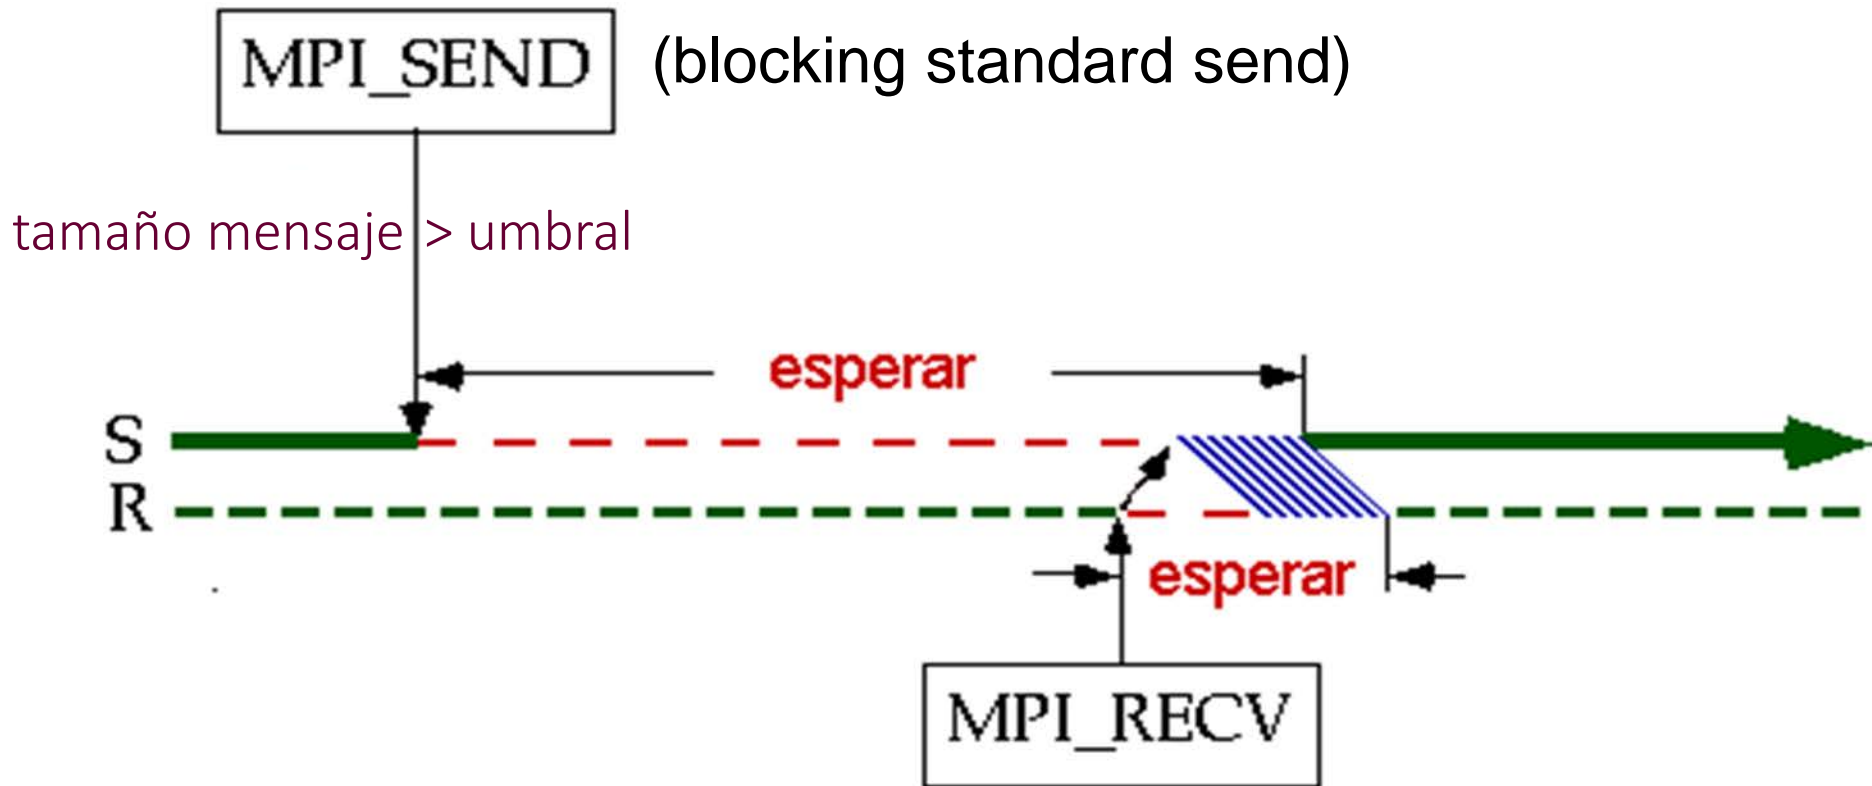 MPI_SEND (blocking standard send)
tamaño mensaje > umbral
esperar
S
R
esperar
MPI_RECV